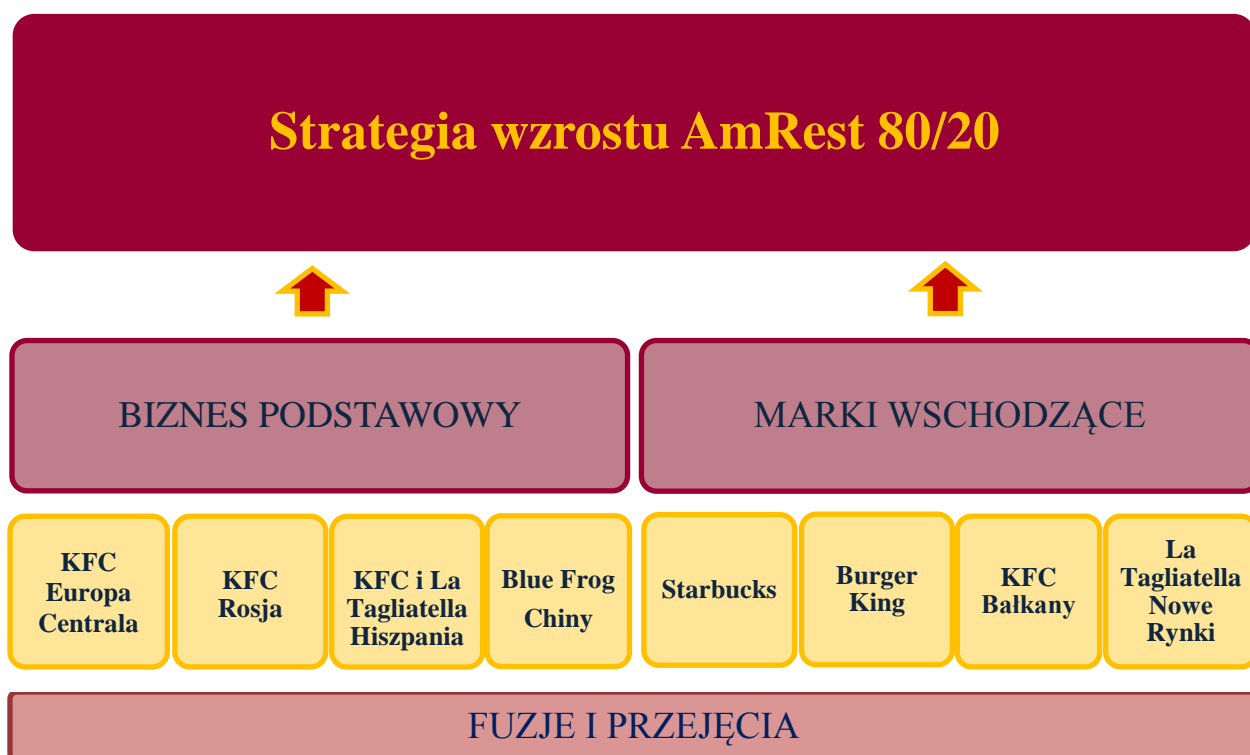 Strategia wzrostu AmRest 80/20
BIZNES PODSTAWOWY
MARKI WSCHODZĄCE
KFC
Europa
Centrala
KFC
Rosja
KFC i La
Tagliatella
Hiszpania
Blue Frog
Chiny
Starbucks
Burger
King
KFC
Bałkany
La
Tagliatella
Nowe
Rynki
FUZJE I PRZEJĘCIA